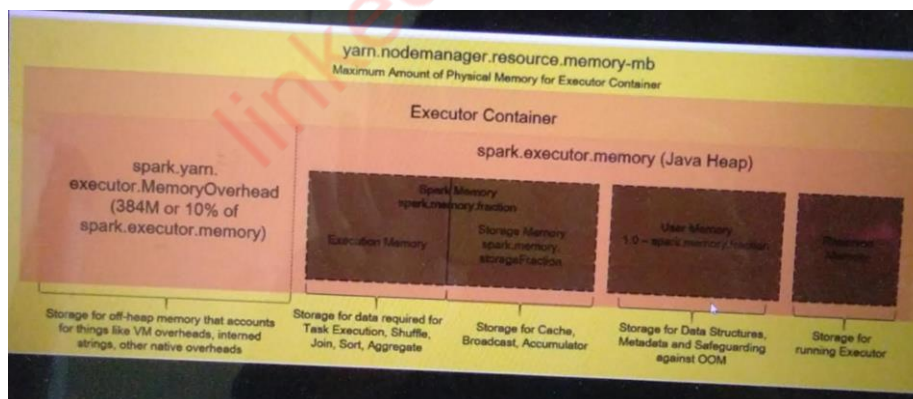 linke
yarn.nodemanager.resource.memory-mb
Maximum Amount of Physical Memory for Executor Container
Executor Container
spark.executor.memory (Java Heap)
spark.yarn.
executor.MemoryOverhead
(384M or 10% of
spark.executor.memory)
Spark Memory
spark.memory.fraction
Execution Memory
Storage Memory
spark.memory.
storageFraction
User Memory
1.0 – spark.memory.fraction
Memory
Storage for off-heap memory that accounts
for things like VM overheads, interned
strings, other native overheads
Storage for data required for
Task Execution, Shuffle,
Join, Sort, Aggregate
Storage for Cache,
Broadcast, Accumulator
Storage for Data Structures,
Metadata and Safeguarding
against OOM
Storage for
running Executor